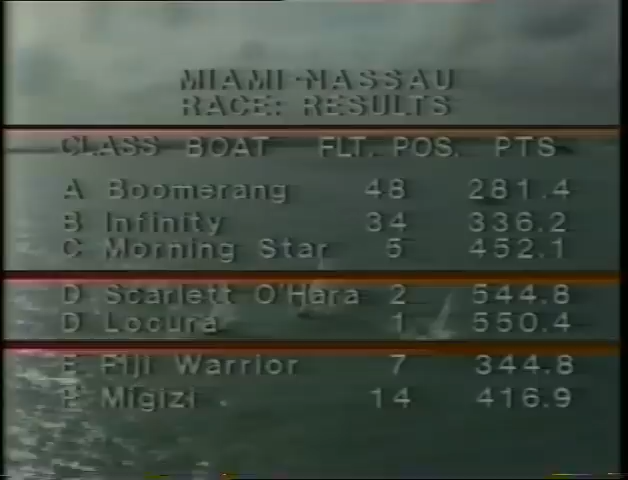 MIAMI-NASSAU
RACE: RESULTS
CLASS BOAT FLT. POS. PTS
A Boomerang 48 281.4
B Infinity 34 336.2
C Morning Star 5 452.1
D Scarlett O'Hara 2 544.8
D Locura 1 550.4
E Fiji Warrior 7 344.8
E Migizi 14 416.9